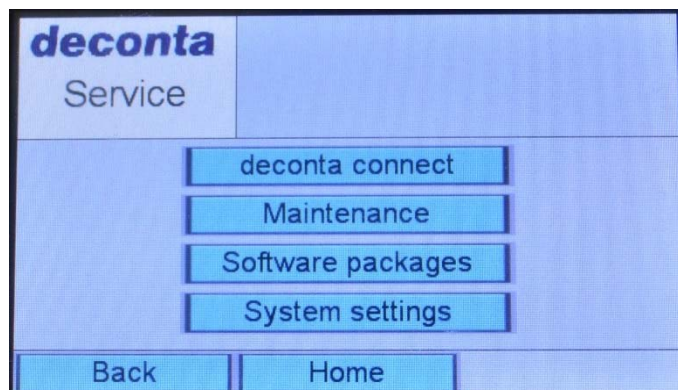 deconta
Service
deconta connect
Maintenance
Software packages
System settings
Back Home